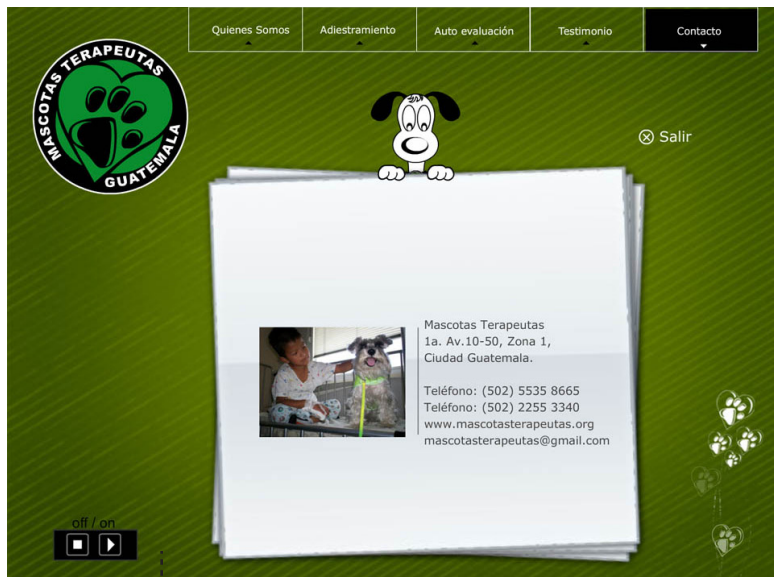 Quienes Somos
Adiestramiento
Auto evaluación
Testimonio
Contacto
MASCOTAS TERAPEUTAS
GUATEMALA
Salir
Mascotas Terapeutas
1a. Av.10-50, Zona 1,
Ciudad Guatemala.
Teléfono: (502) 5535 8665
Teléfono: (502) 2255 3340
www.mascotasterapeutas.org
mascotasterapeutas@gmail.com
off / on